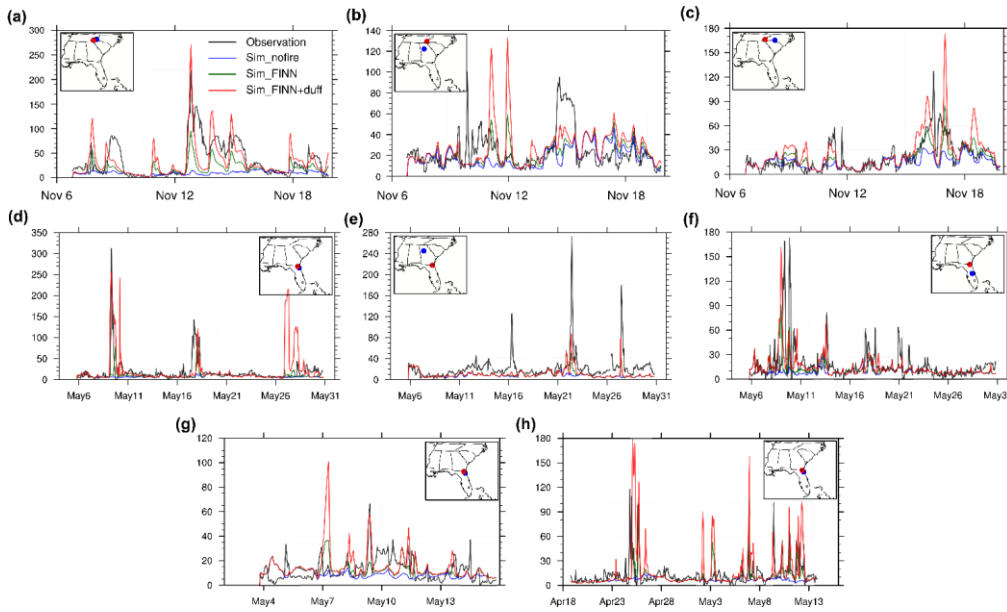 (a)
300
250
200
150
100
50
0
Nov 6
Nov 12
Nov 18
Observation
Sim_nofire
Sim_FINN
Sim_FINN+duff
(b)
140
120
100
80
60
40
20
0
Nov 6
Nov 12
Nov 18
(c)
180
150
120
90
60
30
0
Nov 6
Nov 12
Nov 18
(d)
350
300
250
200
150
100
50
0
May6
May11
May16
May21
May26
May31
(e)
280
240
200
160
120
80
40
0
May6
May11
May16
May21
May26
May31
(f)
180
150
120
90
60
30
0
May6
May11
May16
May21
May26
May3
(g)
120
100
80
60
40
20
0
May4
May7
May10
May13
(h)
180
150
120
90
60
30
0
Apr18
Apr23
Apr28
May3
May8
May13